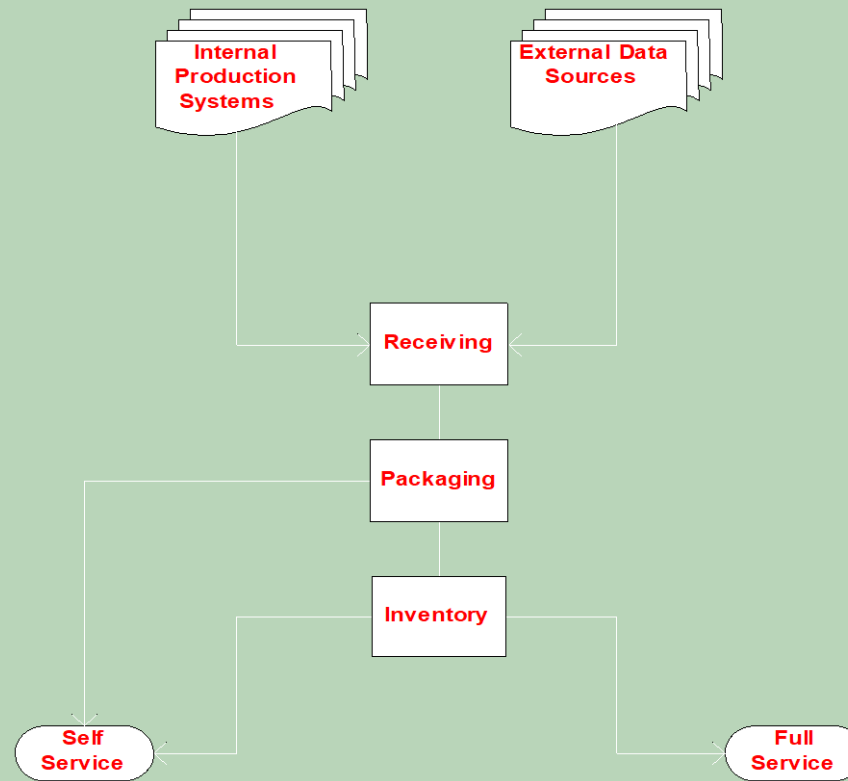 Internal
Production
Systems
External Data
Sources
Receiving
Packaging
Inventory
Self
Service
Full
Service